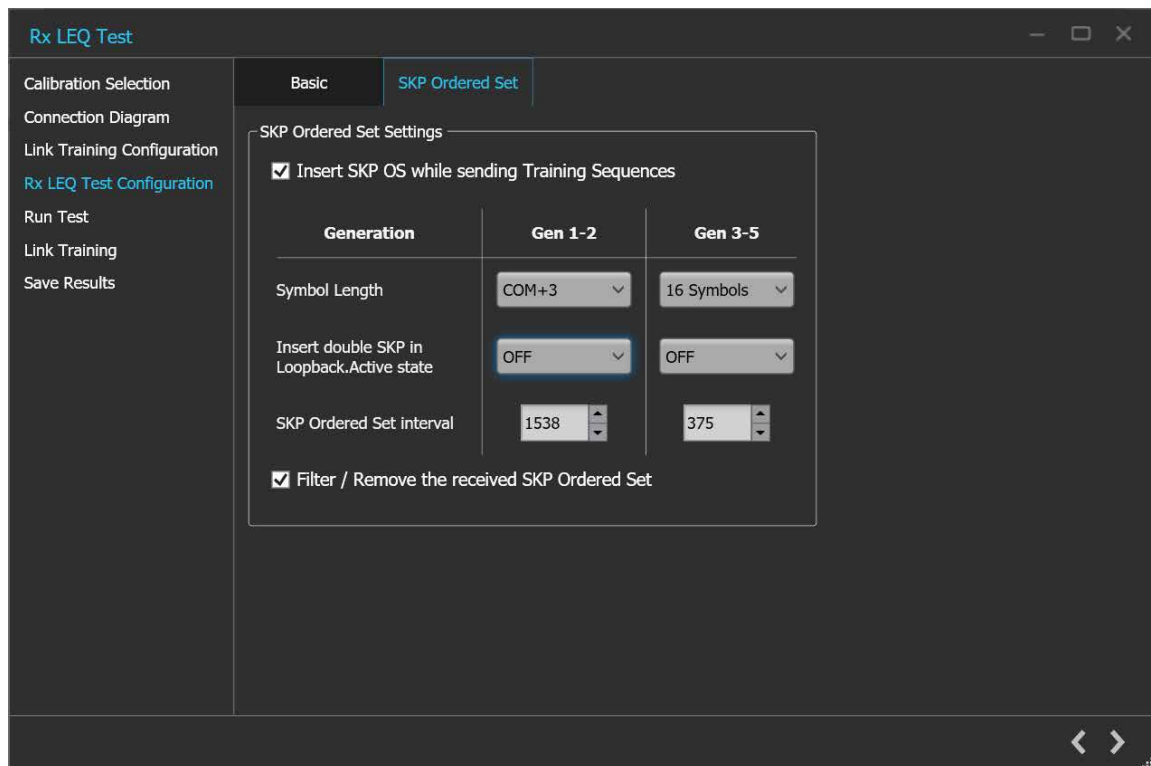 Rx LEQ Test
Calibration Selection
Connection Diagram
Link Training Configuration
Rx LEQ Test Configuration
Run Test
Link Training
Save Results
Basic
SKP Ordered Set
SKP Ordered Set Settings
Insert SKP OS while sending Training Sequences
Generation Gen 1-2 Gen 3-5
Symbol Length COM+3 16 Symbols
Insert double SKP in
Loopback.Active state OFF OFF
SKP Ordered Set interval 1538 375
Filter / Remove the received SKP Ordered Set